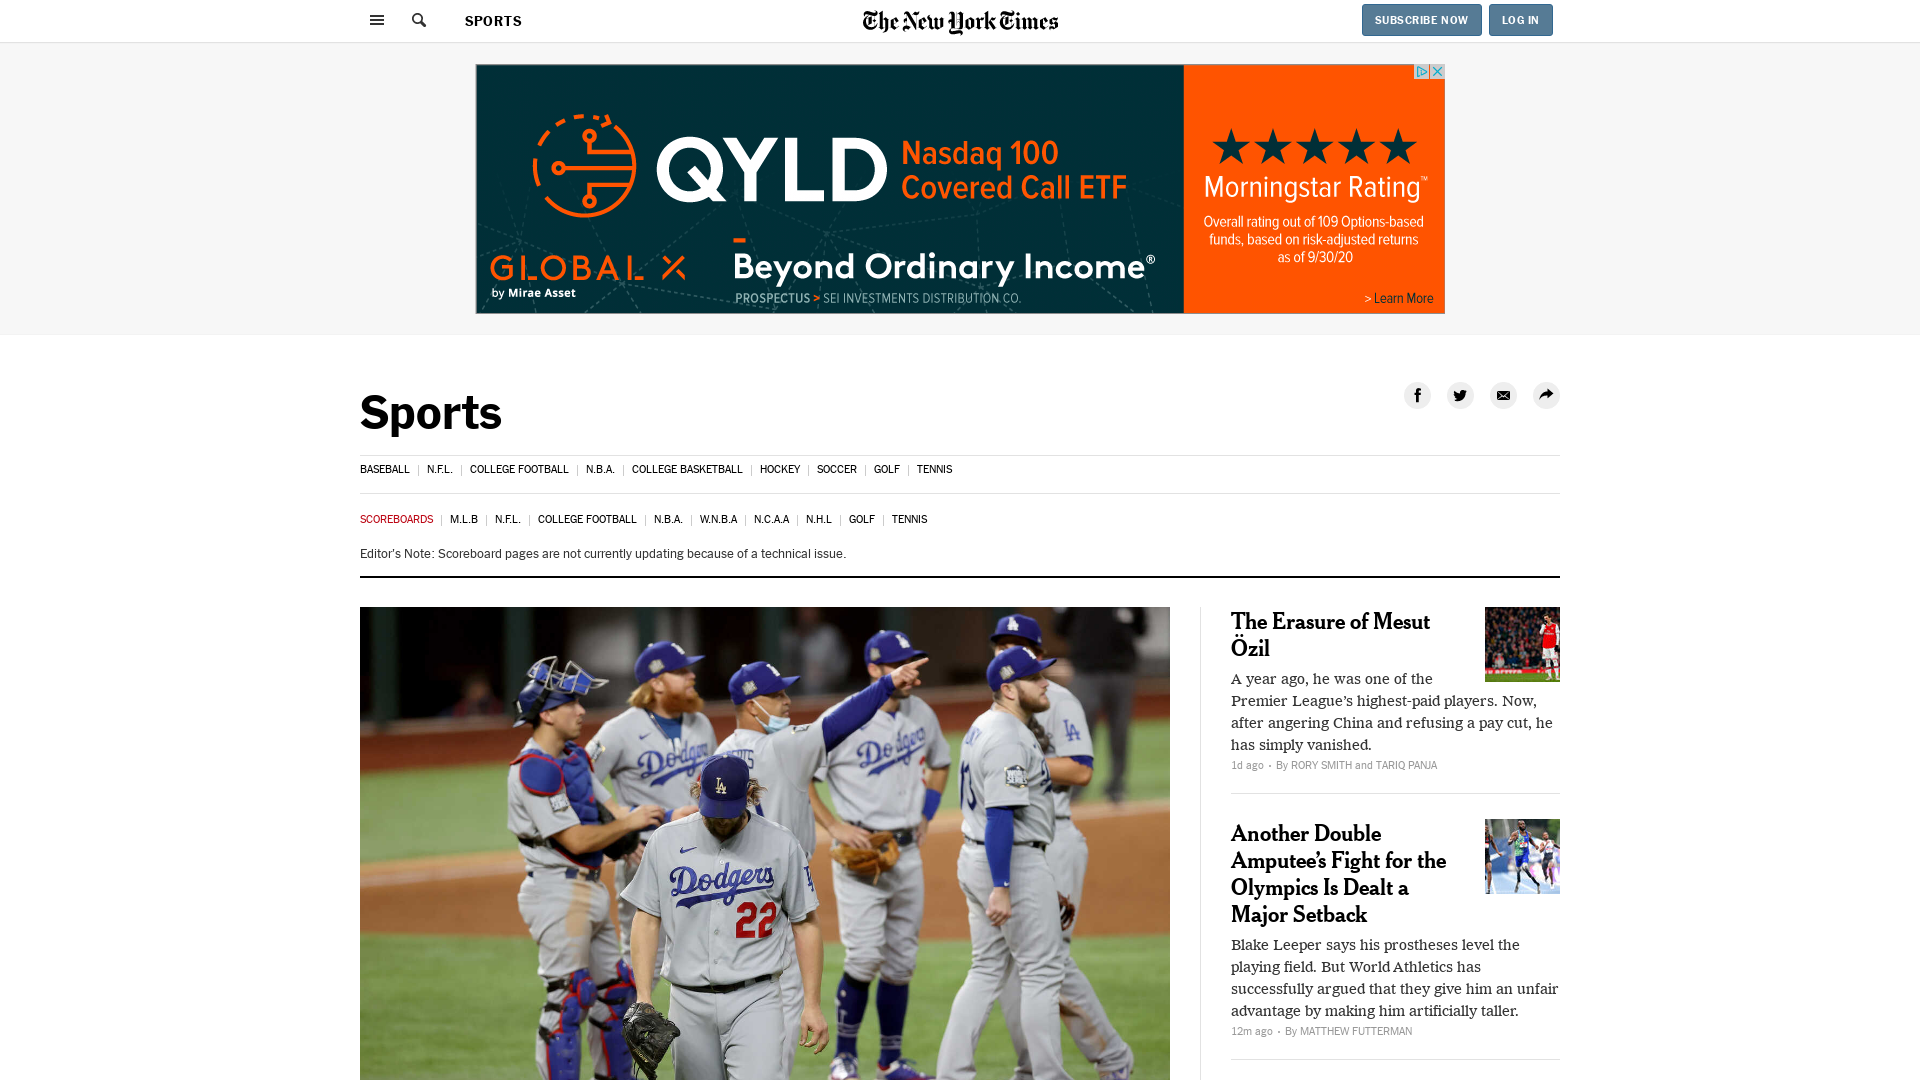 SPORTS
The New York Times
SUBSCRIBE NOW
LOG IN
QYLD
Nasdaq 100
Covered Call ETF
GLOBAL X
by Mirae Asset
Beyond Ordinary Income®
PROSPECTUS > SEI INVESTMENTS DISTRIBUTION CO.
★★★★★
Morningstar Rating™
Overall rating out of 109 Options-based
funds, based on risk-adjusted returns
as of 9/30/20
> Learn More
Sports
BASEBALL | N.F.L. | COLLEGE FOOTBALL | N.B.A. | COLLEGE BASKETBALL | HOCKEY | SOCCER | GOLF | TENNIS
SCOREBOARDS | M.L.B | N.F.L. | COLLEGE FOOTBALL | N.B.A. | W.N.B.A | N.C.A.A | N.H.L | GOLF | TENNIS
Editor's Note: Scoreboard pages are not currently updating because of a technical issue.
LA
Dodgers
22
Dodgers
Dodgers
LA
The Erasure of Mesut
Özil
A year ago, he was one of the
Premier League’s highest-paid players. Now,
after angering China and refusing a pay cut, he
has simply vanished.
1d ago • By RORY SMITH and TARIQ PANJA
Another Double
Amputee’s Fight for the
Olympics Is Dealt a
Major Setback
Blake Leeper says his prostheses level the
playing field. But World Athletics has
successfully argued that they give him an unfair
advantage by making him artificially taller.
12m ago • By MATTHEW FUTTERMAN